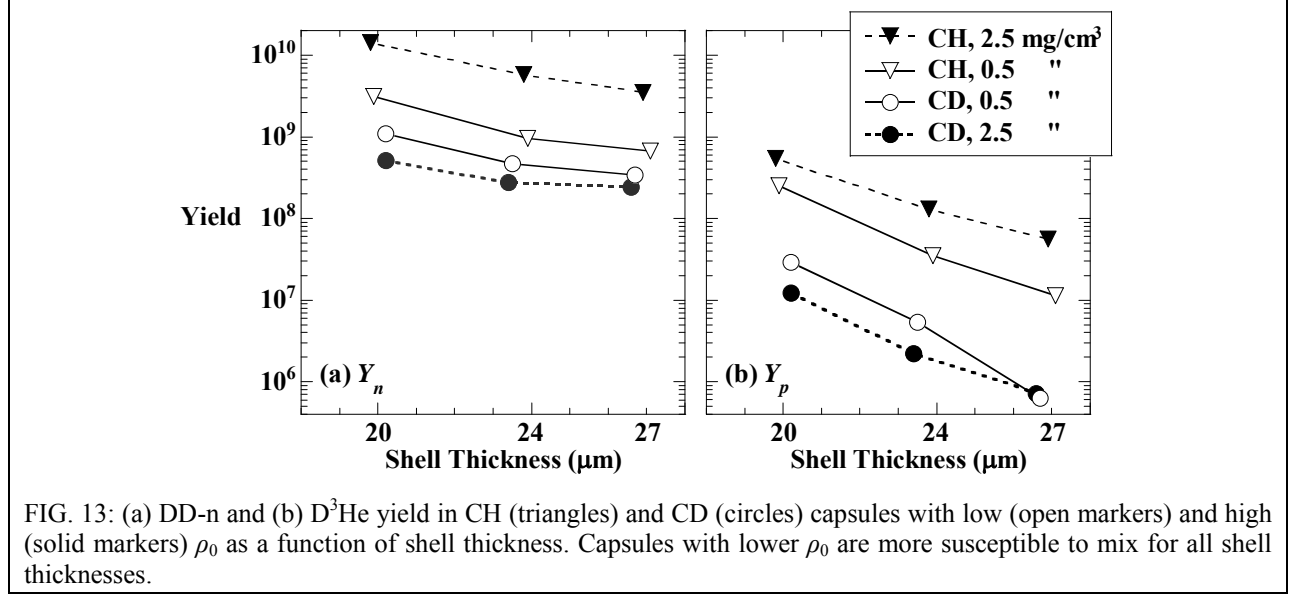 CH, 2.5 mg/cm³
CH, 0.5 "
CD, 0.5 "
CD, 2.5 "
Yield
10¹⁰
10⁹
10⁸
10⁷
10⁶
(a) Yₙ
20 24 27
Shell Thickness (μm)
(b) Yₚ
20 24 27
Shell Thickness (μm)
FIG. 13: (a) DD-n and (b) D³He yield in CH (triangles) and CD (circles) capsules with low (open markers) and high
(solid markers) ρ₀ as a function of shell thickness. Capsules with lower ρ₀ are more susceptible to mix for all shell
thicknesses.